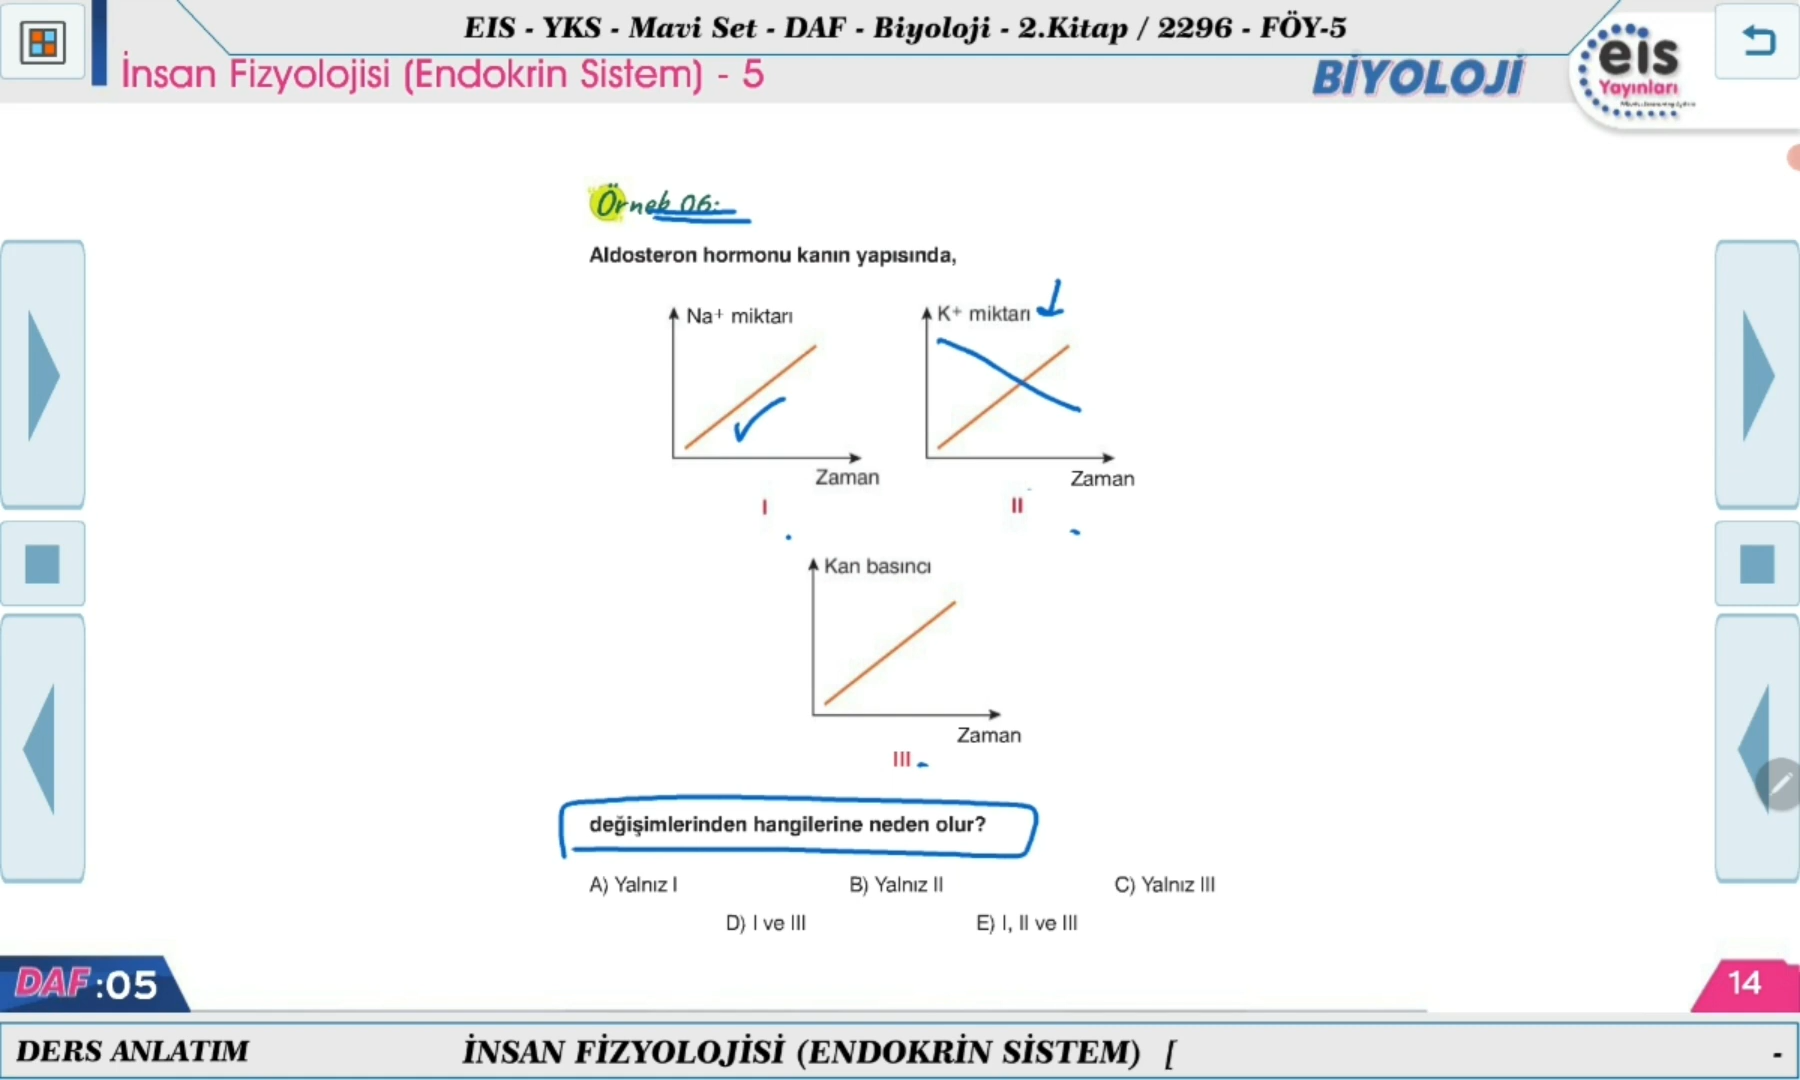 EIS - YKS - Mavi Set - DAF - Biyoloji - 2.Kitap / 2296 - FÖY-5
İnsan Fizyolojisi (Endokrin Sistem) - 5
BİYOLOJİ
eis
Yayınları
Örnek 06:
Aldosteron hormonu kanın yapısında,
Na+ miktarı
K+ miktarı
Zaman
Zaman
I
II
Kan basıncı
Zaman
III
değişimlerinden hangilerine neden olur?
A) Yalnız I
B) Yalnız II
C) Yalnız III
D) I ve III
E) I, II ve III
DAF :05
14
DERS ANLATIM
İNSAN FİZYOLOJİSİ (ENDOKRİN SİSTEM) [
-